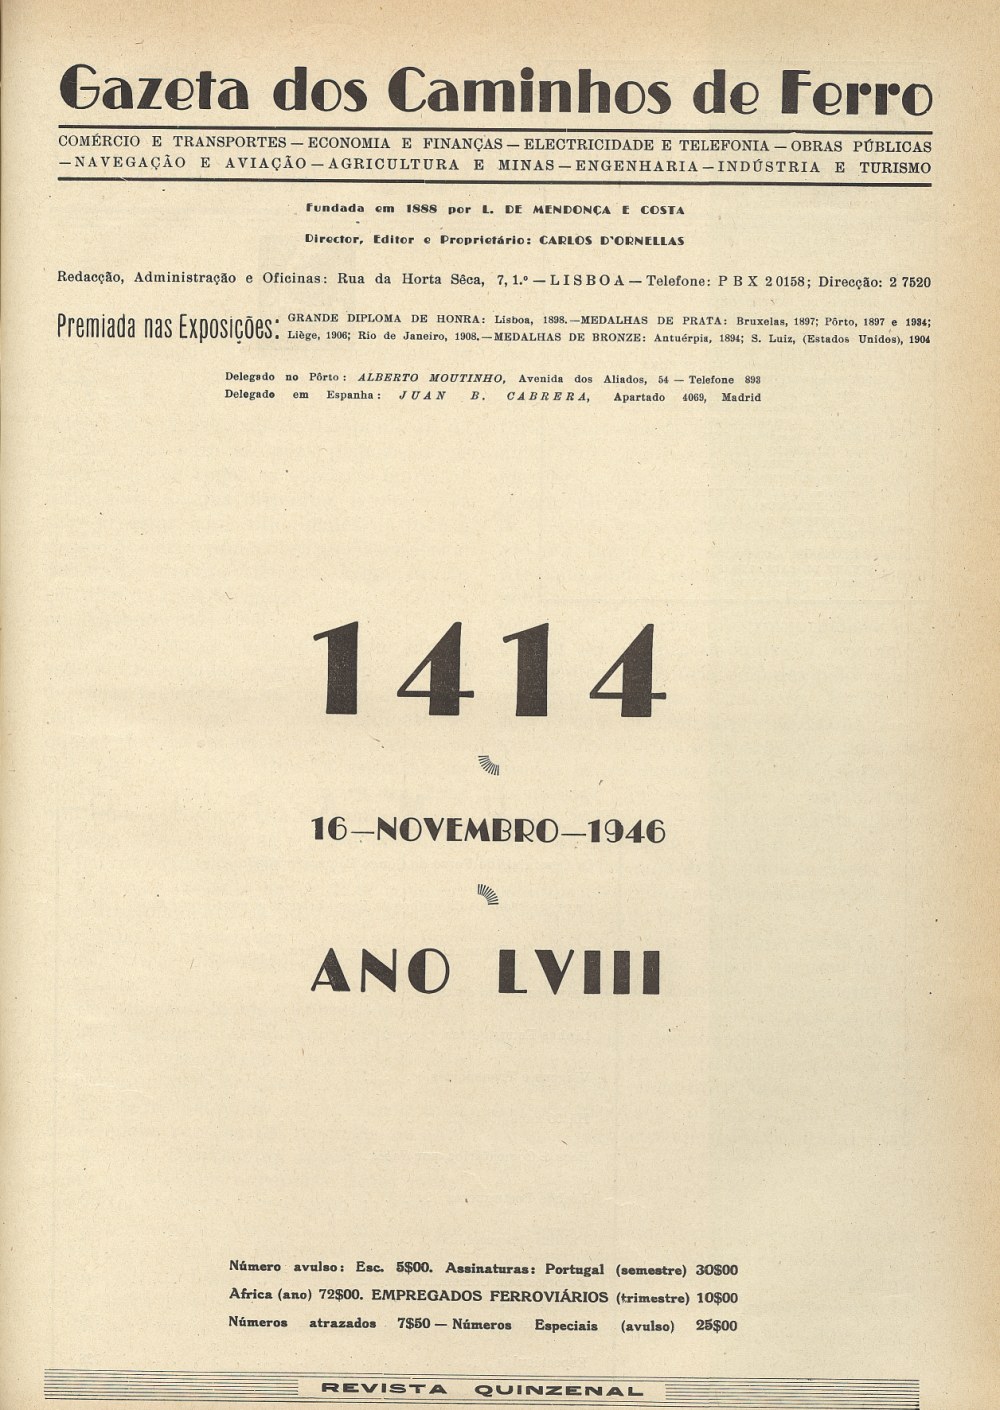 Gazeta dos Caminhos de Ferro
COMÉRCIO E TRANSPORTES — ECONOMIA E FINANÇAS — ELECTRICIDADE E TELEFONIA — OBRAS PÚBLICAS
— NAVEGAÇÃO E AVIAÇÃO — AGRICULTURA E MINAS — ENGENHARIA — INDÚSTRIA E TURISMO
Fundada em 1888 por L. DE MENDONÇA E COSTA
Director, Editor e Proprietário: CARLOS D'ORNELLAS
Redacção, Administração e Oficinas: Rua da Horta Sêca, 7, 1.º — LISBOA — Telefone: P B X 2 0158; Direcção: 2 7520
Premiada nas Exposições:
GRANDE DIPLOMA DE HONRA: Lisboa, 1898. — MEDALHAS DE PRATA: Bruxelas, 1897; Pôrto, 1897 e 1934;
Liège, 1906; Rio de Janeiro, 1908. — MEDALHAS DE BRONZE: Antuérpia, 1894; S. Luiz, (Estados Unidos), 1904
Delegado no Pôrto: ALBERTO MOUTINHO, Avenida dos Aliados, 54 — Telefone 893
Delegado em Espanha: JUAN B. CABRERA, Apartado 4069, Madrid
1414
16—NOVEMBRO—1946
ANO LVIII
Número avulso: Esc. 5$00. Assinaturas: Portugal (semestre) 30$00
Africa (ano) 72$00. EMPREGADOS FERROVIÁRIOS (trimestre) 10$00
Números atrazados 7$50 — Números Especiais (avulso) 25$00
REVISTA QUINZENAL